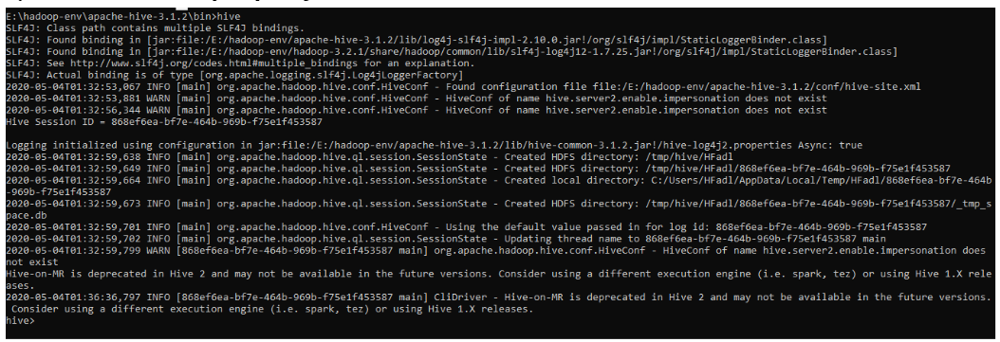 E:\hadoop-env\apache-hive-3.1.2\bin>hive
SLF4J: Class path contains multiple SLF4J bindings.
SLF4J: Found binding in [jar:file:/E:/hadoop-env/apache-hive-3.1.2/lib/log4j-slf4j-impl-2.10.0.jar!/org/slf4j/impl/StaticLoggerBinder.class]
SLF4J: Found binding in [jar:file:/E:/hadoop-env/hadoop-3.2.1/share/hadoop/common/lib/slf4j-log4j12-1.7.25.jar!/org/slf4j/impl/StaticLoggerBinder.class]
SLF4J: See http://www.slf4j.org/codes.html#multiple_bindings for an explanation.
SLF4J: Actual binding is of type [org.apache.logging.slf4j.Log4jLoggerFactory]
2020-05-04T01:32:53,067 INFO [main] org.apache.hadoop.hive.conf.HiveConf - Found configuration file file:/E:/hadoop-env/apache-hive-3.1.2/conf/hive-site.xml
2020-05-04T01:32:53,881 WARN [main] org.apache.hadoop.hive.conf.HiveConf - HiveConf of name hive.server2.enable.impersonation does not exist
2020-05-04T01:32:56,344 WARN [main] org.apache.hadoop.hive.conf.HiveConf - HiveConf of name hive.server2.enable.impersonation does not exist
Hive Session ID = 868ef6ea-bf7e-464b-969b-f75e1f453587
Logging initialized using configuration in jar:file:/E:/hadoop-env/apache-hive-3.1.2/lib/hive-common-3.1.2.jar!/hive-log4j2.properties Async: true
2020-05-04T01:32:59,638 INFO [main] org.apache.hadoop.hive.ql.session.SessionState - Created HDFS directory: /tmp/hive/HFadl
2020-05-04T01:32:59,649 INFO [main] org.apache.hadoop.hive.ql.session.SessionState - Created HDFS directory: /tmp/hive/HFadl/868ef6ea-bf7e-464b-969b-f75e1f453587
2020-05-04T01:32:59,664 INFO [main] org.apache.hadoop.hive.ql.session.SessionState - Created local directory: C:/Users/HFadl/AppData/Local/Temp/HFadl/868ef6ea-bf7e-464b
-969b-f75e1f453587
2020-05-04T01:32:59,673 INFO [main] org.apache.hadoop.hive.ql.session.SessionState - Created HDFS directory: /tmp/hive/HFadl/868ef6ea-bf7e-464b-969b-f75e1f453587/_tmp_s
pace.db
2020-05-04T01:32:59,701 INFO [main] org.apache.hadoop.hive.conf.HiveConf - Using the default value passed in for log id: 868ef6ea-bf7e-464b-969b-f75e1f453587
2020-05-04T01:32:59,702 INFO [main] org.apache.hadoop.hive.ql.session.SessionState - Updating thread name to 868ef6ea-bf7e-464b-969b-f75e1f453587 main
2020-05-04T01:32:59,799 WARN [868ef6ea-bf7e-464b-969b-f75e1f453587 main] org.apache.hadoop.hive.conf.HiveConf - HiveConf of name hive.server2.enable.impersonation does
not exist
Hive-on-MR is deprecated in Hive 2 and may not be available in the future versions. Consider using a different execution engine (i.e. spark, tez) or using Hive 1.X rele
ases.
2020-05-04T01:36:36,797 INFO [868ef6ea-bf7e-464b-969b-f75e1f453587 main] CliDriver - Hive-on-MR is deprecated in Hive 2 and may not be available in the future versions.
Consider using a different execution engine (i.e. spark, tez) or using Hive 1.X releases.
hive>